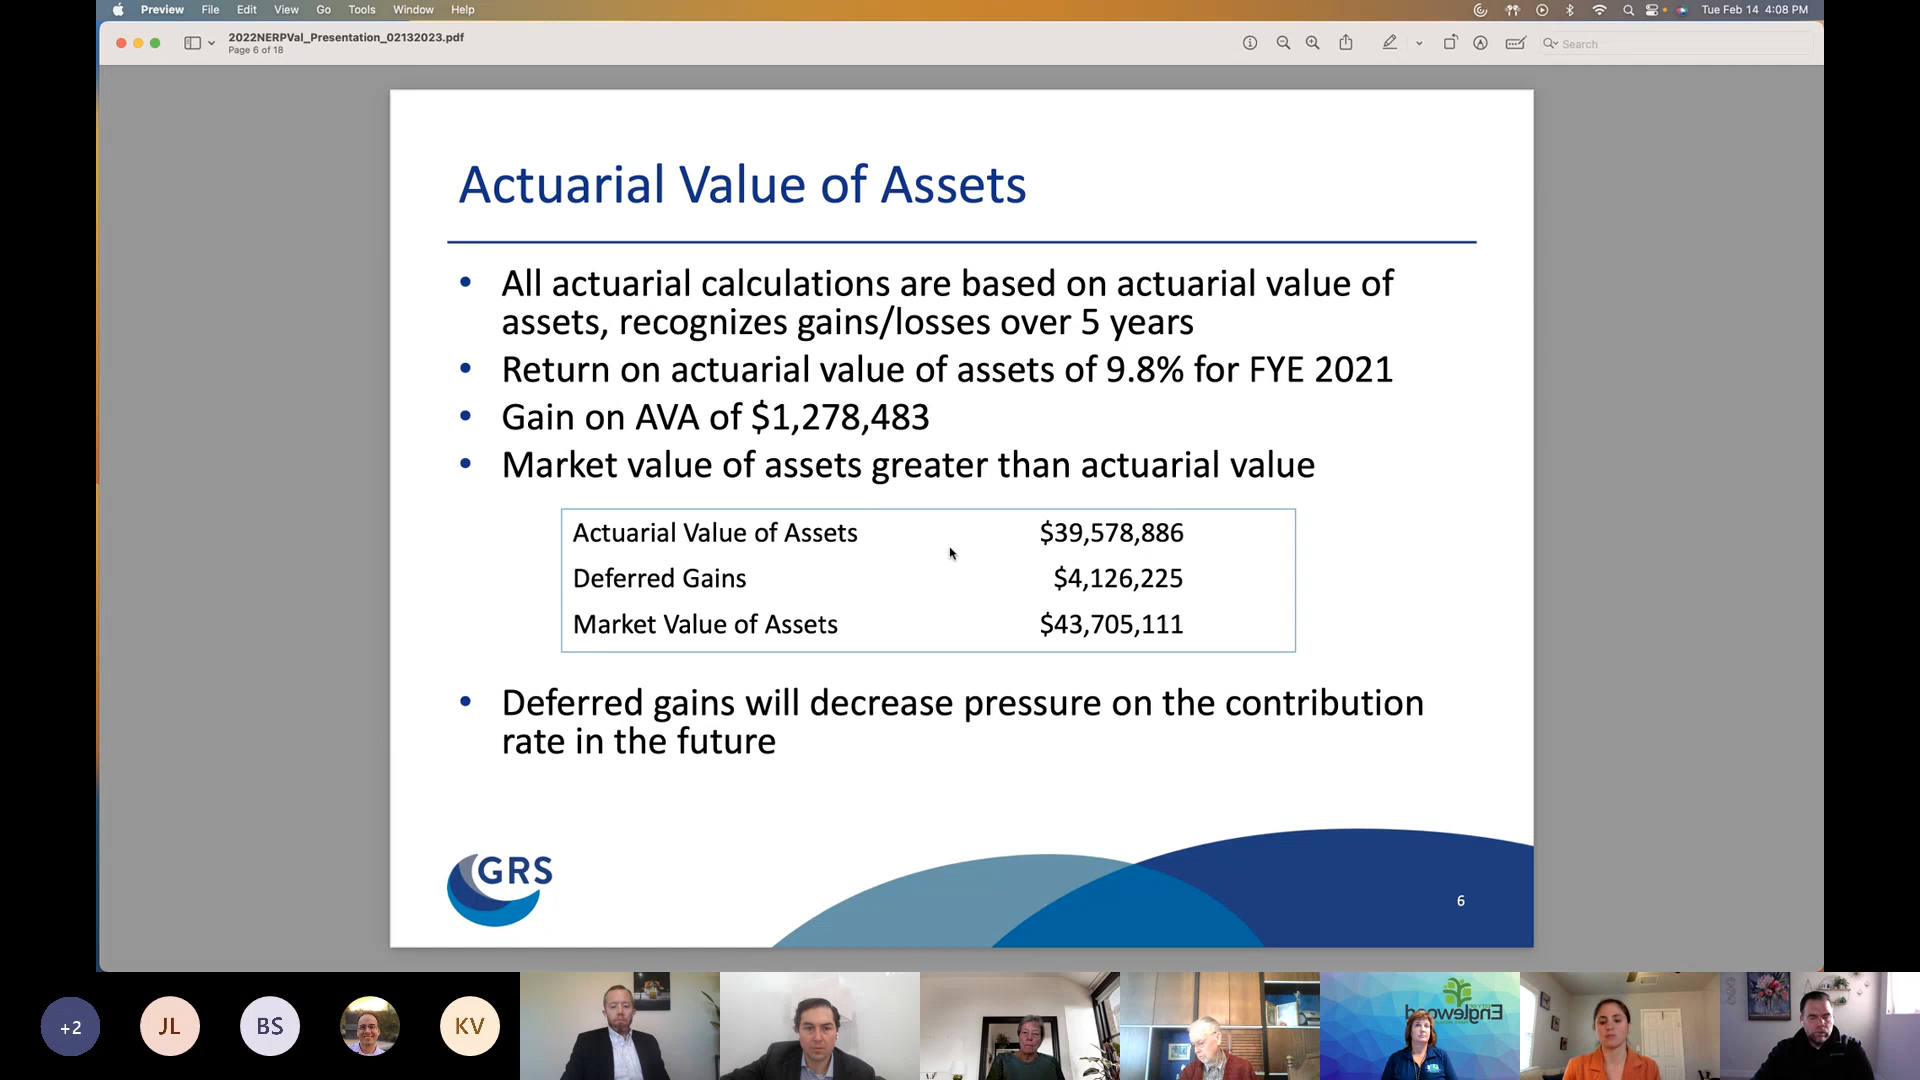 Preview File Edit View Go Tools Window Help Tue Feb 14 4:08 PM
2022NERPVal_Presentation_02132023.pdf
Page 6 of 18
Search
Actuarial Value of Assets
• All actuarial calculations are based on actuarial value of
assets, recognizes gains/losses over 5 years
• Return on actuarial value of assets of 9.8% for FYE 2021
• Gain on AVA of $1,278,483
• Market value of assets greater than actuarial value
Actuarial Value of Assets $39,578,886
Deferred Gains $4,126,225
Market Value of Assets $43,705,111
• Deferred gains will decrease pressure on the contribution
rate in the future
GRS
6
+2 JL BS KV
Englewood